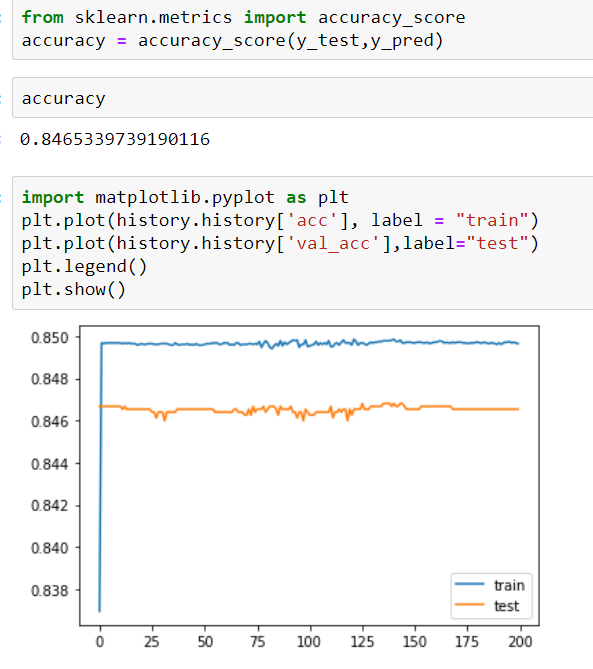 from sklearn.metrics import accuracy_score
accuracy = accuracy_score(y_test,y_pred)
accuracy
0.8465339739190116
import matplotlib.pyplot as plt
plt.plot(history.history['acc'], label = "train")
plt.plot(history.history['val_acc'],label="test")
plt.legend()
plt.show()
0.850
0.848
0.846
0.844
0.842
0.840
0.838
train
test
0 25 50 75 100 125 150 175 200